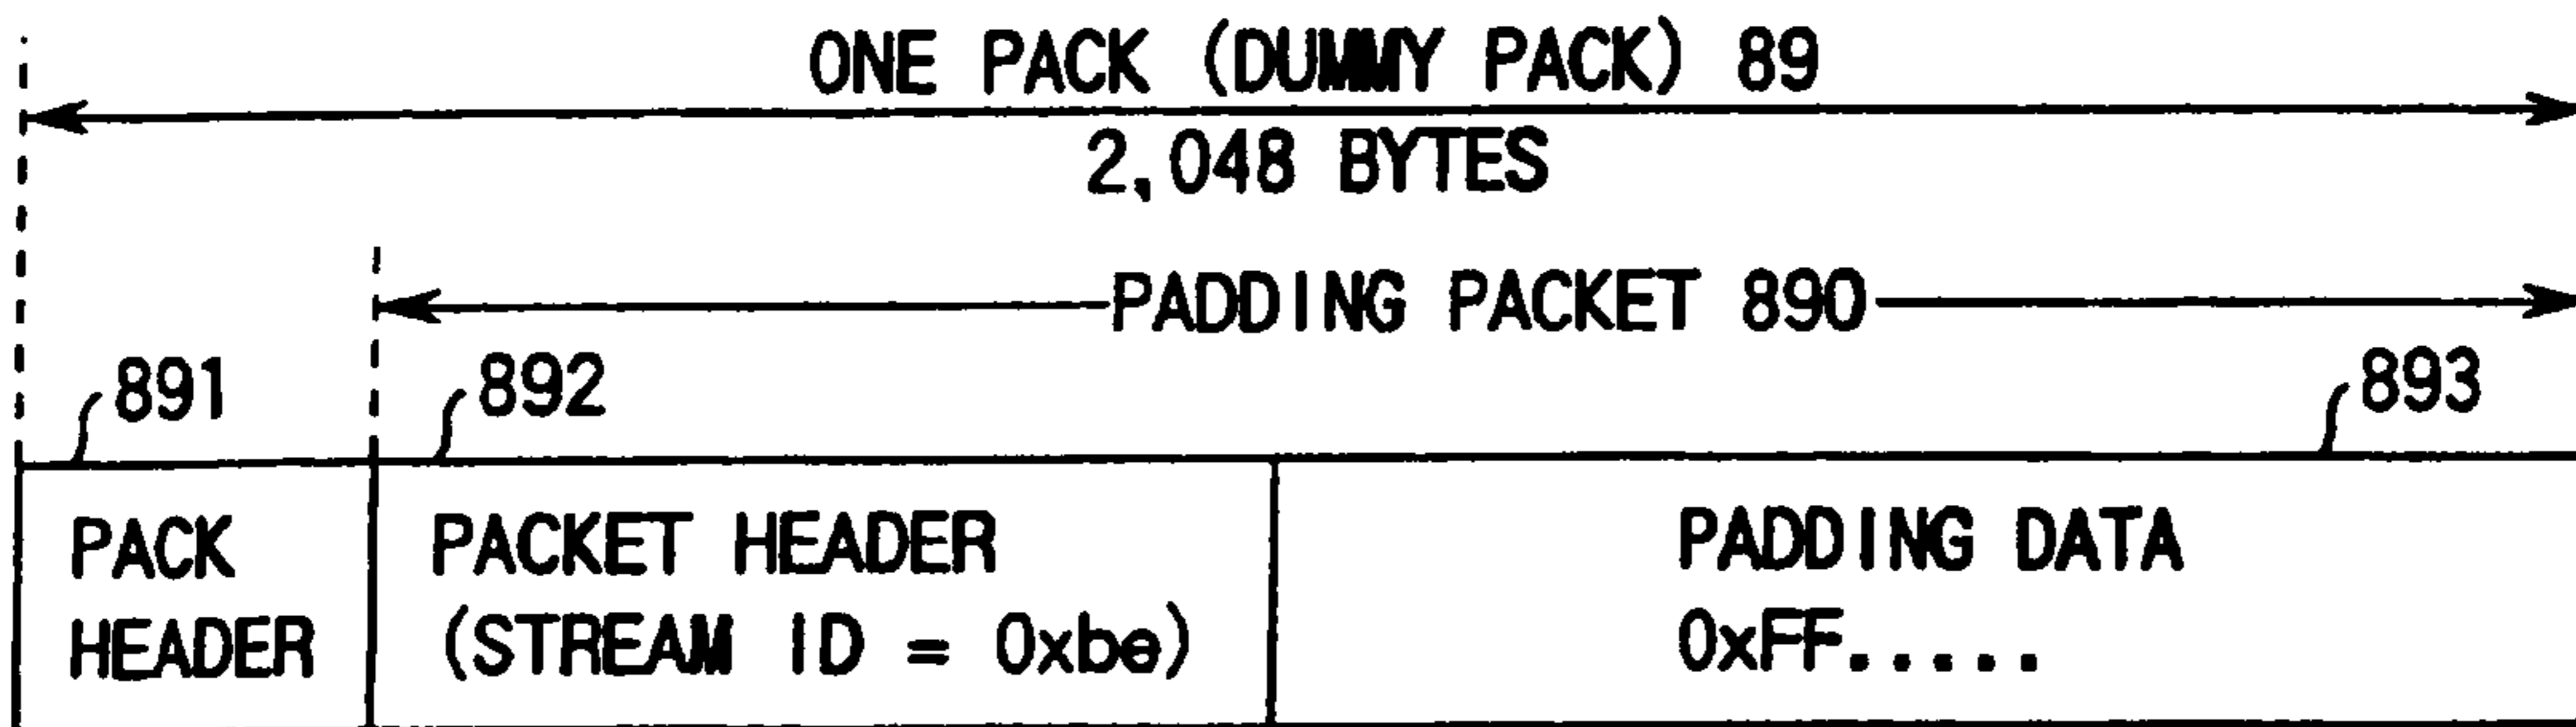 ONE PACK (DUMMY PACK) 89
2,048 BYTES
PADDING PACKET 890
891
892
893
PACK
HEADER
PACKET HEADER
(STREAM ID = 0xbe)
PADDING DATA
0xFF.....